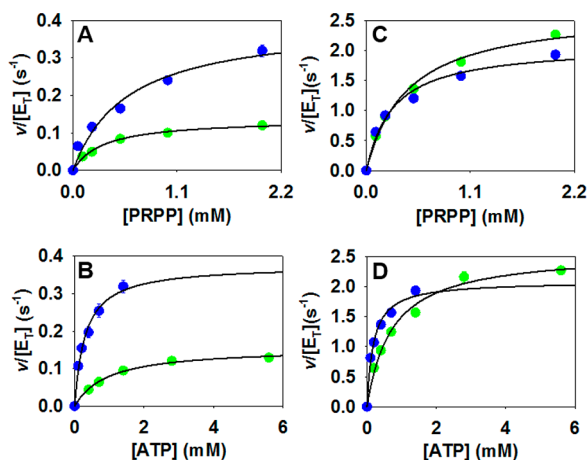 A
v/[E_T] (s⁻¹)
0.4
0.3
0.2
0.1
0.0
0.0 1.1 2.2
[PRPP] (mM)
C
v/[E_T](s⁻¹)
2.5
2.0
1.5
1.0
0.5
0.0
0.0 1.1 2.2
[PRPP] (mM)
B
v/[E_T](s⁻¹)
0.4
0.3
0.2
0.1
0.0
0 2 4 6
[ATP] (mM)
D
v/[E_T](s⁻¹)
2.5
2.0
1.5
1.0
0.5
0.0
0 2 4 6
[ATP] (mM)